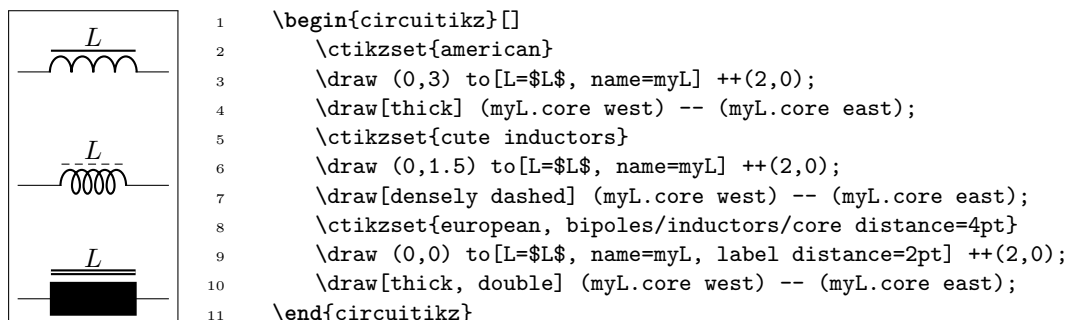 L
L
L
1 \begin{circuitikz}[]
2 \ctikzset{american}
3 \draw (0,3) to[L=$L$, name=myL] ++(2,0);
4 \draw[thick] (myL.core west) -- (myL.core east);
5 \ctikzset{cute inductors}
6 \draw (0,1.5) to[L=$L$, name=myL] ++(2,0);
7 \draw[densely dashed] (myL.core west) -- (myL.core east);
8 \ctikzset{european, bipoles/inductors/core distance=4pt}
9 \draw (0,0) to[L=$L$, name=myL, label distance=2pt] ++(2,0);
10 \draw[thick, double] (myL.core west) -- (myL.core east);
11 \end{circuitikz}